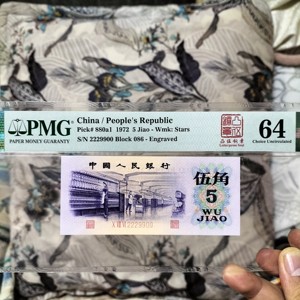 PMG
PAPER MONEY GUARANTY
China / People's Republic
Pick# 880a1 1972 5 Jiao - Wmk: Stars
S/N 2229900 Block 086 - Engraved
64
Choice Uncirculated
中国人民银行
伍角
5
WU
JIAO
2229900